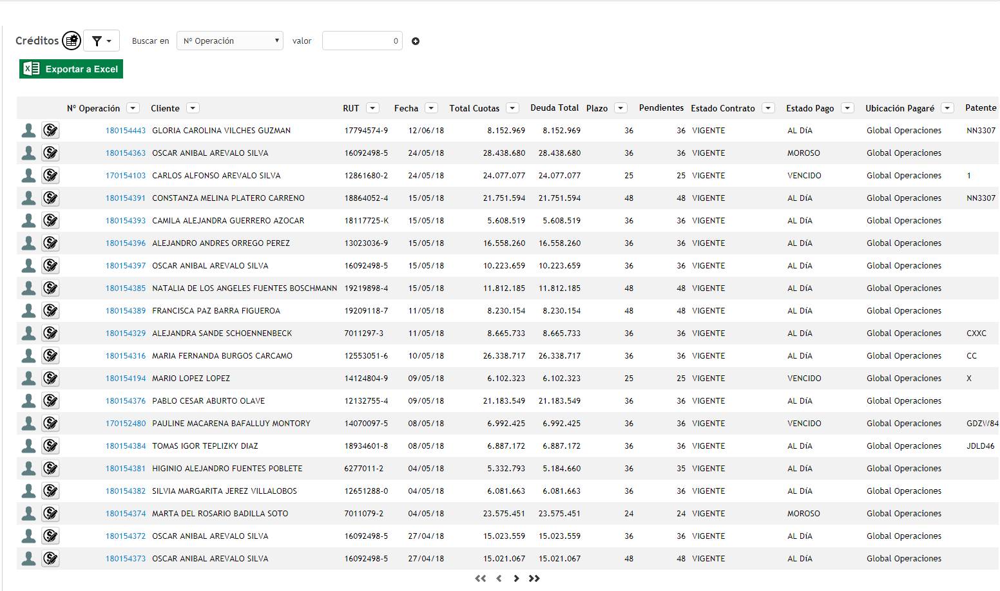 Créditos Buscar en Nº Operación valor 0
Exportar a Excel
Nº Operación Cliente RUT Fecha Total Cuotas Deuda Total Plazo Pendientes Estado Contrato Estado Pago Ubicación Pagaré Patente
180154443 GLORIA CAROLINA VILCHES GUZMAN 17794574-9 12/06/18 8.152.969 8.152.969 36 36 VIGENTE AL DíA Global Operaciones NN3307
180154363 OSCAR ANIBAL AREVALO SILVA 16092498-5 24/05/18 28.438.680 28.438.680 36 36 VIGENTE MOROSO Global Operaciones
170154103 CARLOS ALFONSO AREVALO SILVA 12861680-2 24/05/18 24.077.077 24.077.077 25 25 VIGENTE VENCIDO Global Operaciones 1
180154391 CONSTANZA MELINA PLATERO CARRENO 18864052-4 15/05/18 21.751.594 21.751.594 48 48 VIGENTE AL DíA Global Operaciones NN3307
180154393 CAMILA ALEJANDRA GUERRERO AZOCAR 18117725-K 15/05/18 5.608.519 5.608.519 36 36 VIGENTE AL DíA Global Operaciones
180154396 ALEJANDRO ANDRES ORREGO PEREZ 13023036-9 15/05/18 16.558.260 16.558.260 36 36 VIGENTE AL DíA Global Operaciones
180154397 OSCAR ANIBAL AREVALO SILVA 16092498-5 15/05/18 10.223.659 10.223.659 36 36 VIGENTE AL DíA Global Operaciones
180154385 NATALIA DE LOS ANGELES FUENTES BOSCHMANN 19219898-4 15/05/18 11.812.185 11.812.185 48 48 VIGENTE AL DíA Global Operaciones
180154389 FRANCISCA PAZ BARRA FIGUEROA 19209118-7 11/05/18 8.230.154 8.230.154 48 48 VIGENTE AL DíA Global Operaciones
180154329 ALEJANDRA SANDE SCHOENNENBECK 7011297-3 11/05/18 8.665.733 8.665.733 36 36 VIGENTE AL DíA Global Operaciones CXXC
180154316 MARIA FERNANDA BURGOS CARCAMO 12553051-6 10/05/18 26.338.717 26.338.717 36 36 VIGENTE AL DíA Global Operaciones CC
180154194 MARIO LOPEZ LOPEZ 14124804-9 09/05/18 6.102.323 6.102.323 25 25 VIGENTE VENCIDO Global Operaciones X
180154376 PABLO CESAR ABURTO OLAVE 12132755-4 09/05/18 21.183.549 21.183.549 36 36 VIGENTE AL DíA Global Operaciones
170152480 PAULINE MACARENA BAFALLUY MONTORY 14070097-5 08/05/18 6.992.425 6.992.425 36 36 VIGENTE VENCIDO Global Operaciones GDZW84
180154384 TOMAS IGOR TEPLIZKY DIAZ 18934601-8 08/05/18 6.887.172 6.887.172 36 36 VIGENTE AL DíA Global Operaciones JDLD46
180154381 HIGINIO ALEJANDRO FUENTES POBLETE 6277011-2 04/05/18 5.332.793 5.184.660 36 35 VIGENTE AL DíA Global Operaciones
180154382 SILVIA MARGARITA JEREZ VILLALOBOS 12651288-0 04/05/18 6.081.663 6.081.663 36 36 VIGENTE AL DíA Global Operaciones
180154374 MARTA DEL ROSARIO BADILLA SOTO 7011079-2 04/05/18 23.575.451 23.575.451 24 24 VIGENTE MOROSO Global Operaciones
180154372 OSCAR ANIBAL AREVALO SILVA 16092498-5 27/04/18 15.023.559 15.023.559 36 36 VIGENTE AL DíA Global Operaciones
180154373 OSCAR ANIBAL AREVALO SILVA 16092498-5 27/04/18 15.021.067 15.021.067 48 48 VIGENTE AL DíA Global Operaciones